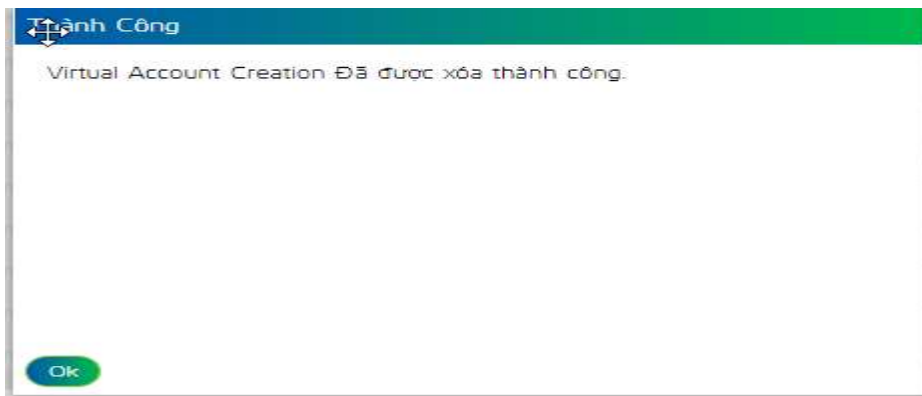 Thành Công
Virtual Account Creation Đã được xóa thành công.
Ok